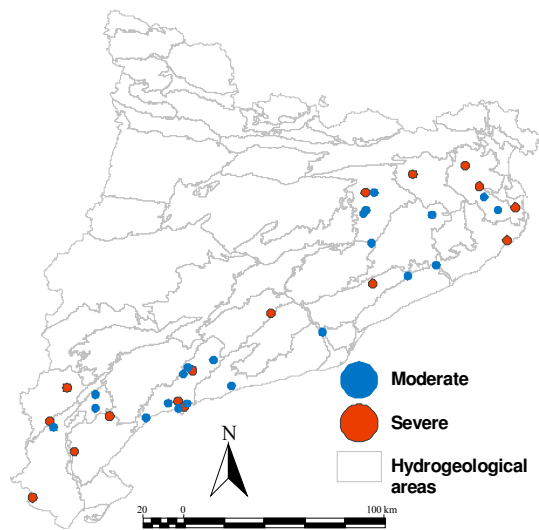 Moderate
Severe
Hydrogeological
areas
N
20 0 100 km